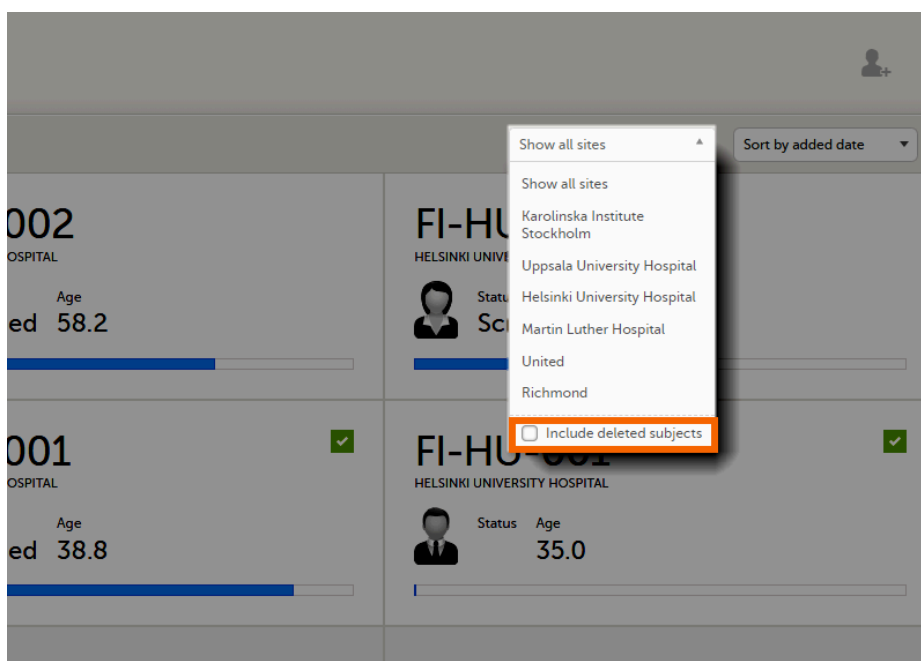 Show all sites
Sort by added date
Show all sites
Karolinska Institute
Stockholm
Uppsala University Hospital
Helsinki University Hospital
Martin Luther Hospital
United
Richmond
Include deleted subjects
002
OSPITAL
Age
ed 58.2
FI-HU
HELSINKI UNIVE
Statu
Sc
001
OSPITAL
Age
ed 38.8
FI-HU-001
HELSINKI UNIVERSITY HOSPITAL
Status Age
35.0